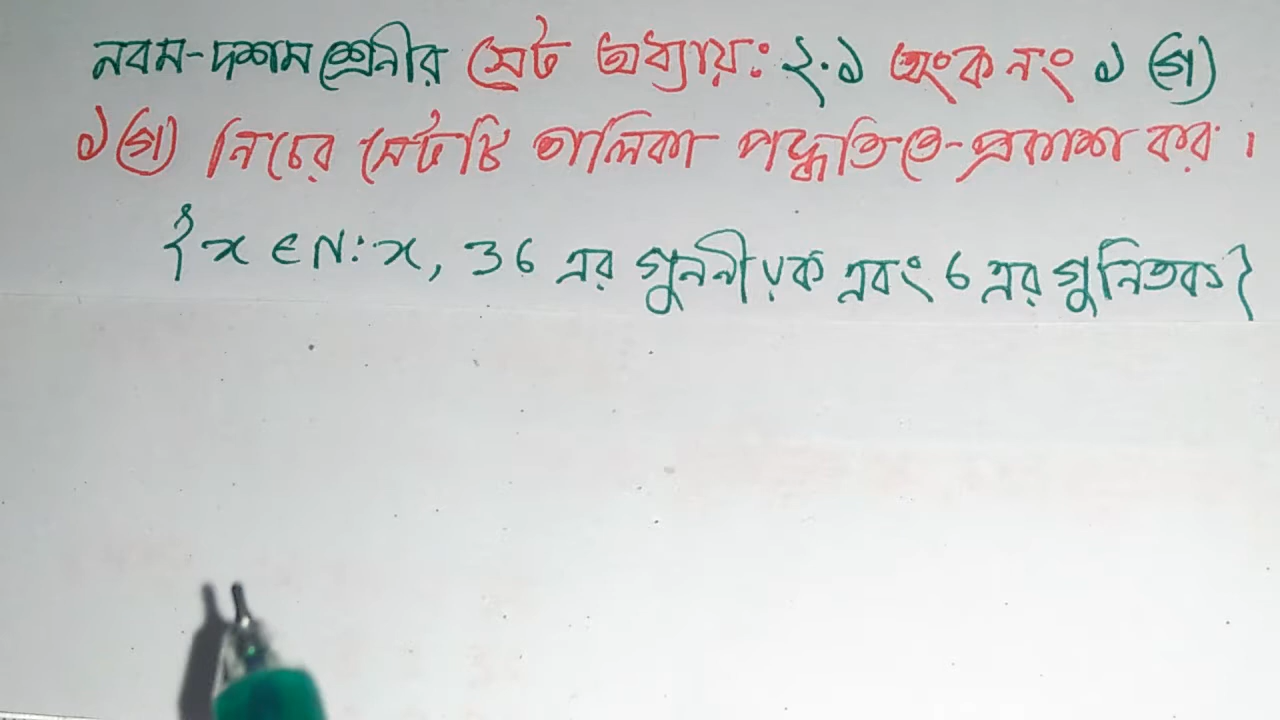 নবম-দশম শ্রেনীর সেট অধ্যায়: ২.১ অংক নং ১ (গ)
১(গ) নিচের সেটটি তালিকা পদ্ধতিতে-প্রকাশ কর।
{x ∈ N: x, 36 এর গুননীয়ক এবং 6 এর গুনিতক}